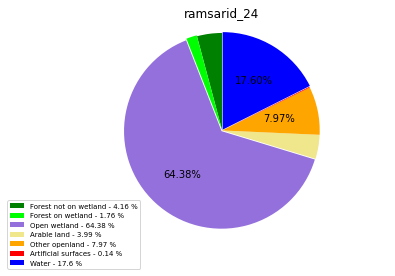 ramsarid_24
17.60%
7.97%
64.38%
Forest not on wetland - 4.16 %
Forest on wetland - 1.76 %
Open wetland - 64.38 %
Arable land - 3.99 %
Other openland - 7.97 %
Artificial surfaces - 0.14 %
Water - 17.6 %